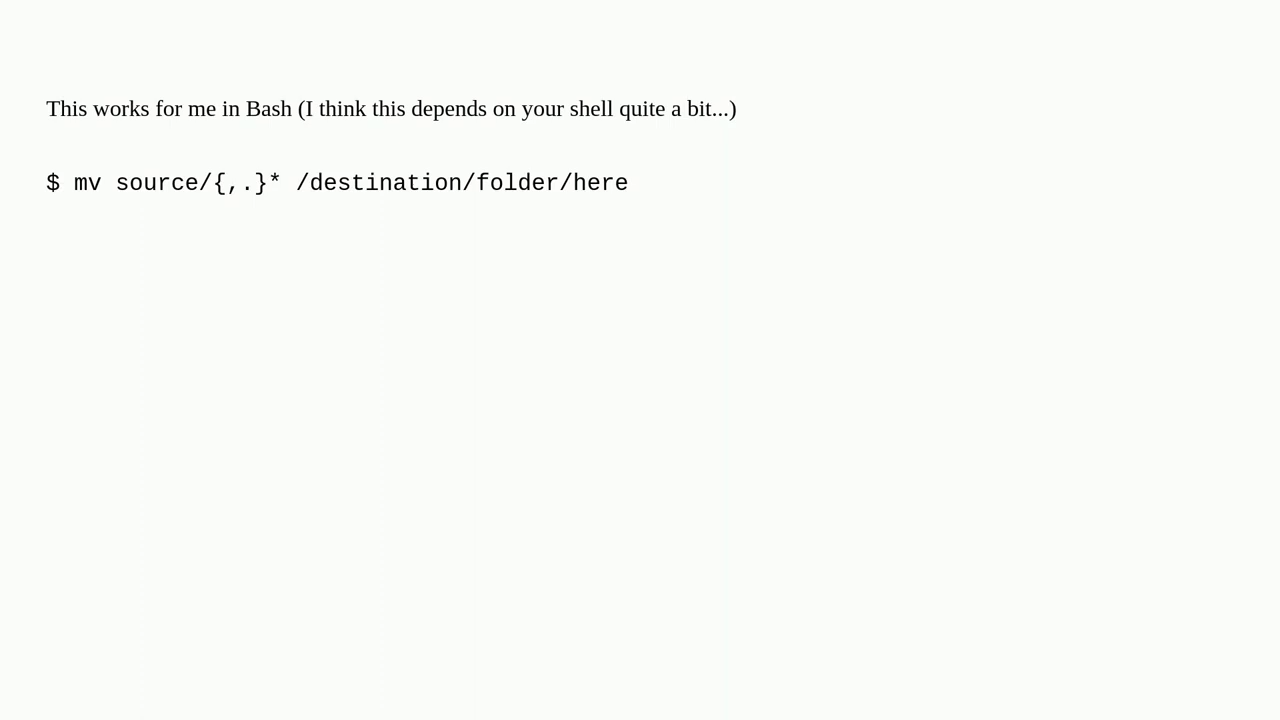 This works for me in Bash (I think this depends on your shell quite a bit...)
$ mv source/{,.}* /destination/folder/here